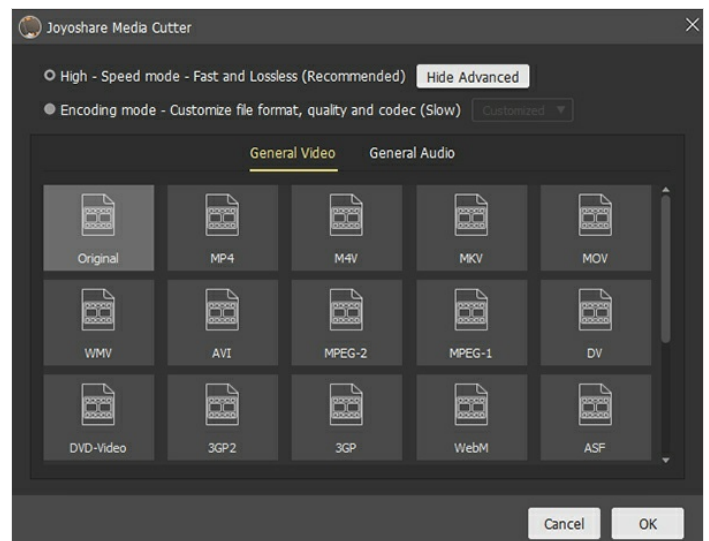 Joyoshare Media Cutter
High - Speed mode - Fast and Lossless (Recommended) Hide Advanced
Encoding mode - Customize file format, quality and codec (Slow) Customized
General Video General Audio
Original MP4 M4V MKV MOV
WMV AVI MPEG-2 MPEG-1 DV
DVD-Video 3GP2 3GP WebM ASF
Cancel OK